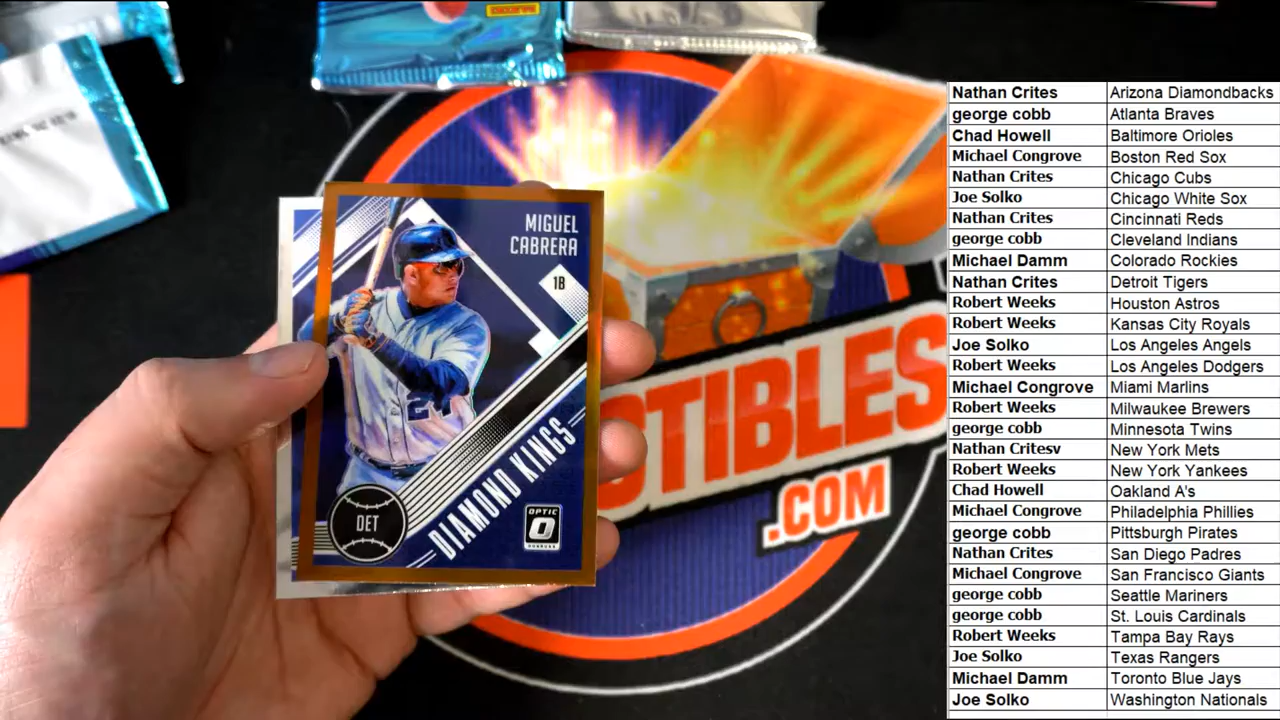 MIGUEL
CABRERA
1B
DIAMOND KINGS
DET
OPTIC
DONRUSS
24
.COM
Nathan Crites Arizona Diamondbacks
george cobb Atlanta Braves
Chad Howell Baltimore Orioles
Michael Congrove Boston Red Sox
Nathan Crites Chicago Cubs
Joe Solko Chicago White Sox
Nathan Crites Cincinnati Reds
george cobb Cleveland Indians
Michael Damm Colorado Rockies
Nathan Crites Detroit Tigers
Robert Weeks Houston Astros
Robert Weeks Kansas City Royals
Joe Solko Los Angeles Angels
Robert Weeks Los Angeles Dodgers
Michael Congrove Miami Marlins
Robert Weeks Milwaukee Brewers
george cobb Minnesota Twins
Nathan Critesv New York Mets
Robert Weeks New York Yankees
Chad Howell Oakland A's
Michael Congrove Philadelphia Phillies
george cobb Pittsburgh Pirates
Nathan Crites San Diego Padres
Michael Congrove San Francisco Giants
george cobb Seattle Mariners
george cobb St. Louis Cardinals
Robert Weeks Tampa Bay Rays
Joe Solko Texas Rangers
Michael Damm Toronto Blue Jays
Joe Solko Washington Nationals